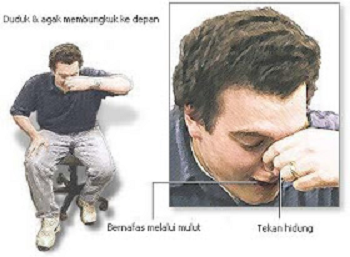 Duduk & agak membungkuk ke depan
Bernafas melalui mulut
Tekan hidung